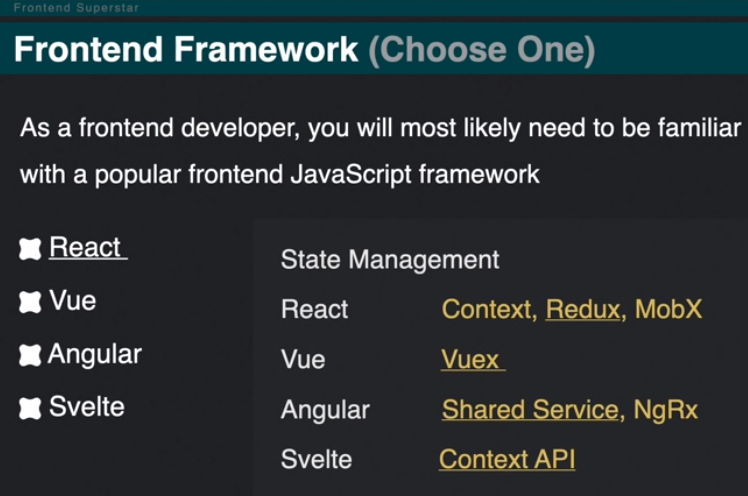 Frontend Superstar
Frontend Framework (Choose One)
As a frontend developer, you will most likely need to be familiar
with a popular frontend JavaScript framework
React
Vue
Angular
Svelte
State Management
React Context, Redux, MobX
Vue Vuex
Angular Shared Service, NgRx
Svelte Context API